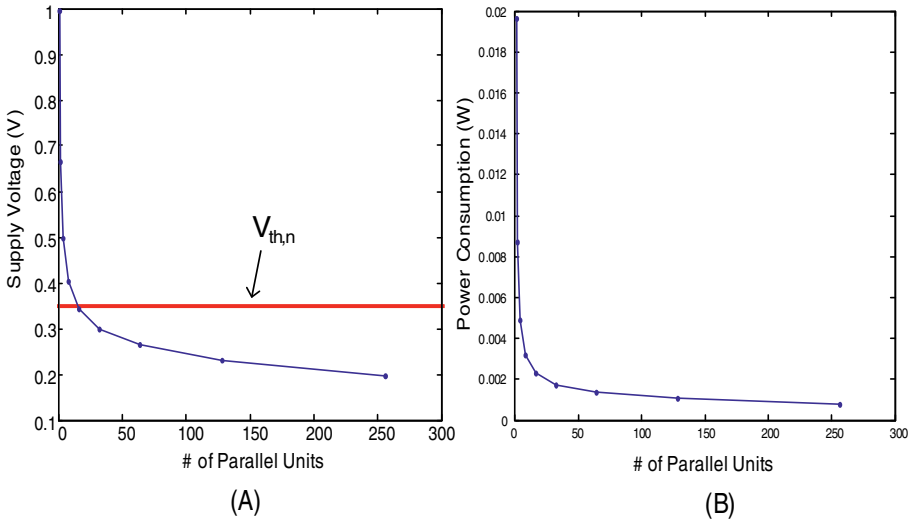 1
0.9
0.8
0.7
0.6
0.5
0.4
0.3
0.2
0.1
Supply Voltage (V)
Vth,n
0 50 100 150 200 250 300
# of Parallel Units
(A)
0.02
0.018
0.016
0.014
0.012
0.01
0.008
0.006
0.004
0.002
0
Power Consumption (W)
0 50 100 150 200 250 300
# of Parallel Units
(B)